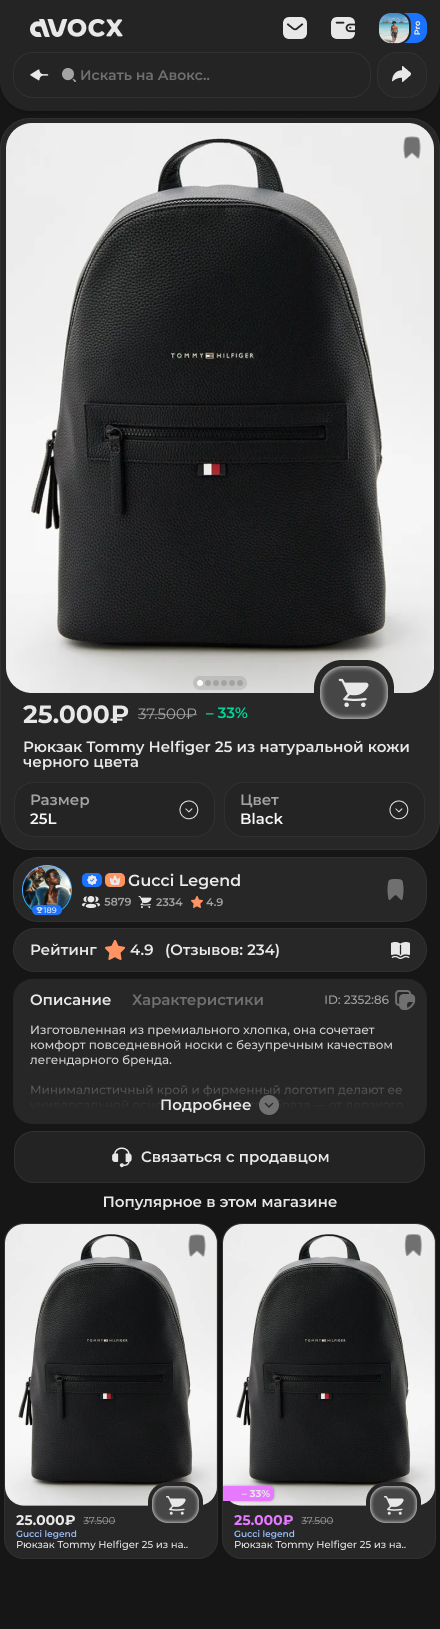 avocx
Pro
Искать на Авокс..
TOMMY HILFIGER
25.000₽ 37.500₽ – 33%
Рюкзак Tommy Helfiger 25 из натуральной кожи
черного цвета
Размер
25L
Цвет
Black
Gucci Legend
189
5879 2334 4.9
Рейтинг 4.9 (Отзывов: 234)
Описание Характеристики ID: 2352:86
Изготовленная из премиального хлопка, она сочетает
комфорт повседневной носки с безупречным качеством
легендарного бренда.
Минималистичный крой и фирменный логотип делают ее
Подробнее
Связаться с продавцом
Популярное в этом магазине
TOMMY HILFIGER
25.000₽ 37.500
Gucci legend
Рюкзак Tommy Helfiger 25 из на..
TOMMY HILFIGER
– 33%
25.000₽ 37.500
Gucci legend
Рюкзак Tommy Helfiger 25 из на..